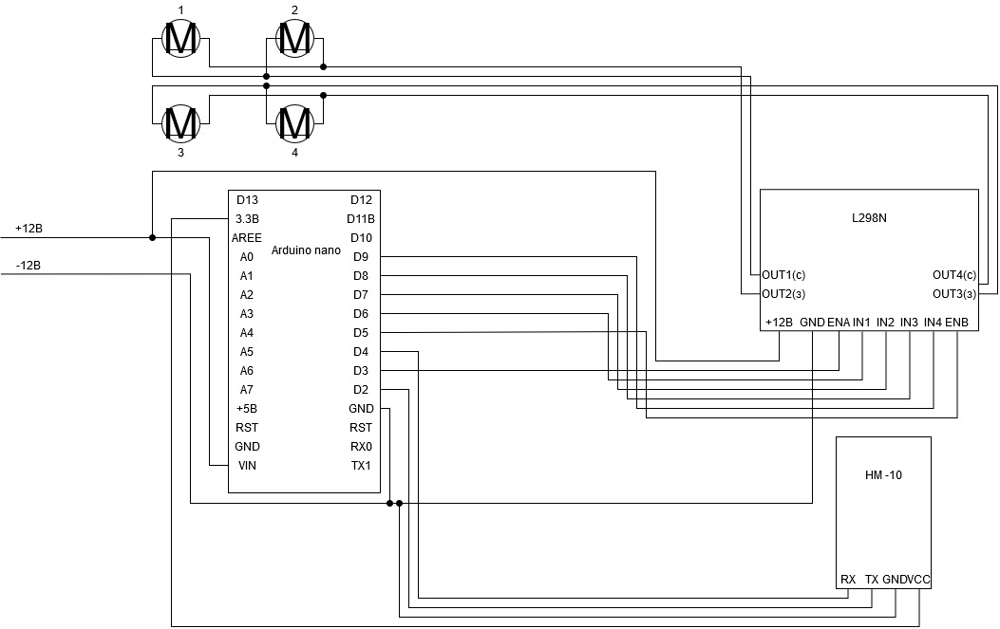 1
2
M
M
M
M
3
4
+12В
-12В
D13
3.3В
AREE
A0
A1
A2
A3
A4
A5
A6
A7
+5В
RST
GND
VIN
Arduino nano
D12
D11В
D10
D9
D8
D7
D6
D5
D4
D3
D2
GND
RST
RX0
TX1
L298N
OUT1(с)
OUT2(з)
OUT4(с)
OUT3(з)
+12В
GND
ENA
IN1
IN2
IN3
IN4
ENB
HM -10
RX
TX
GND
VCC